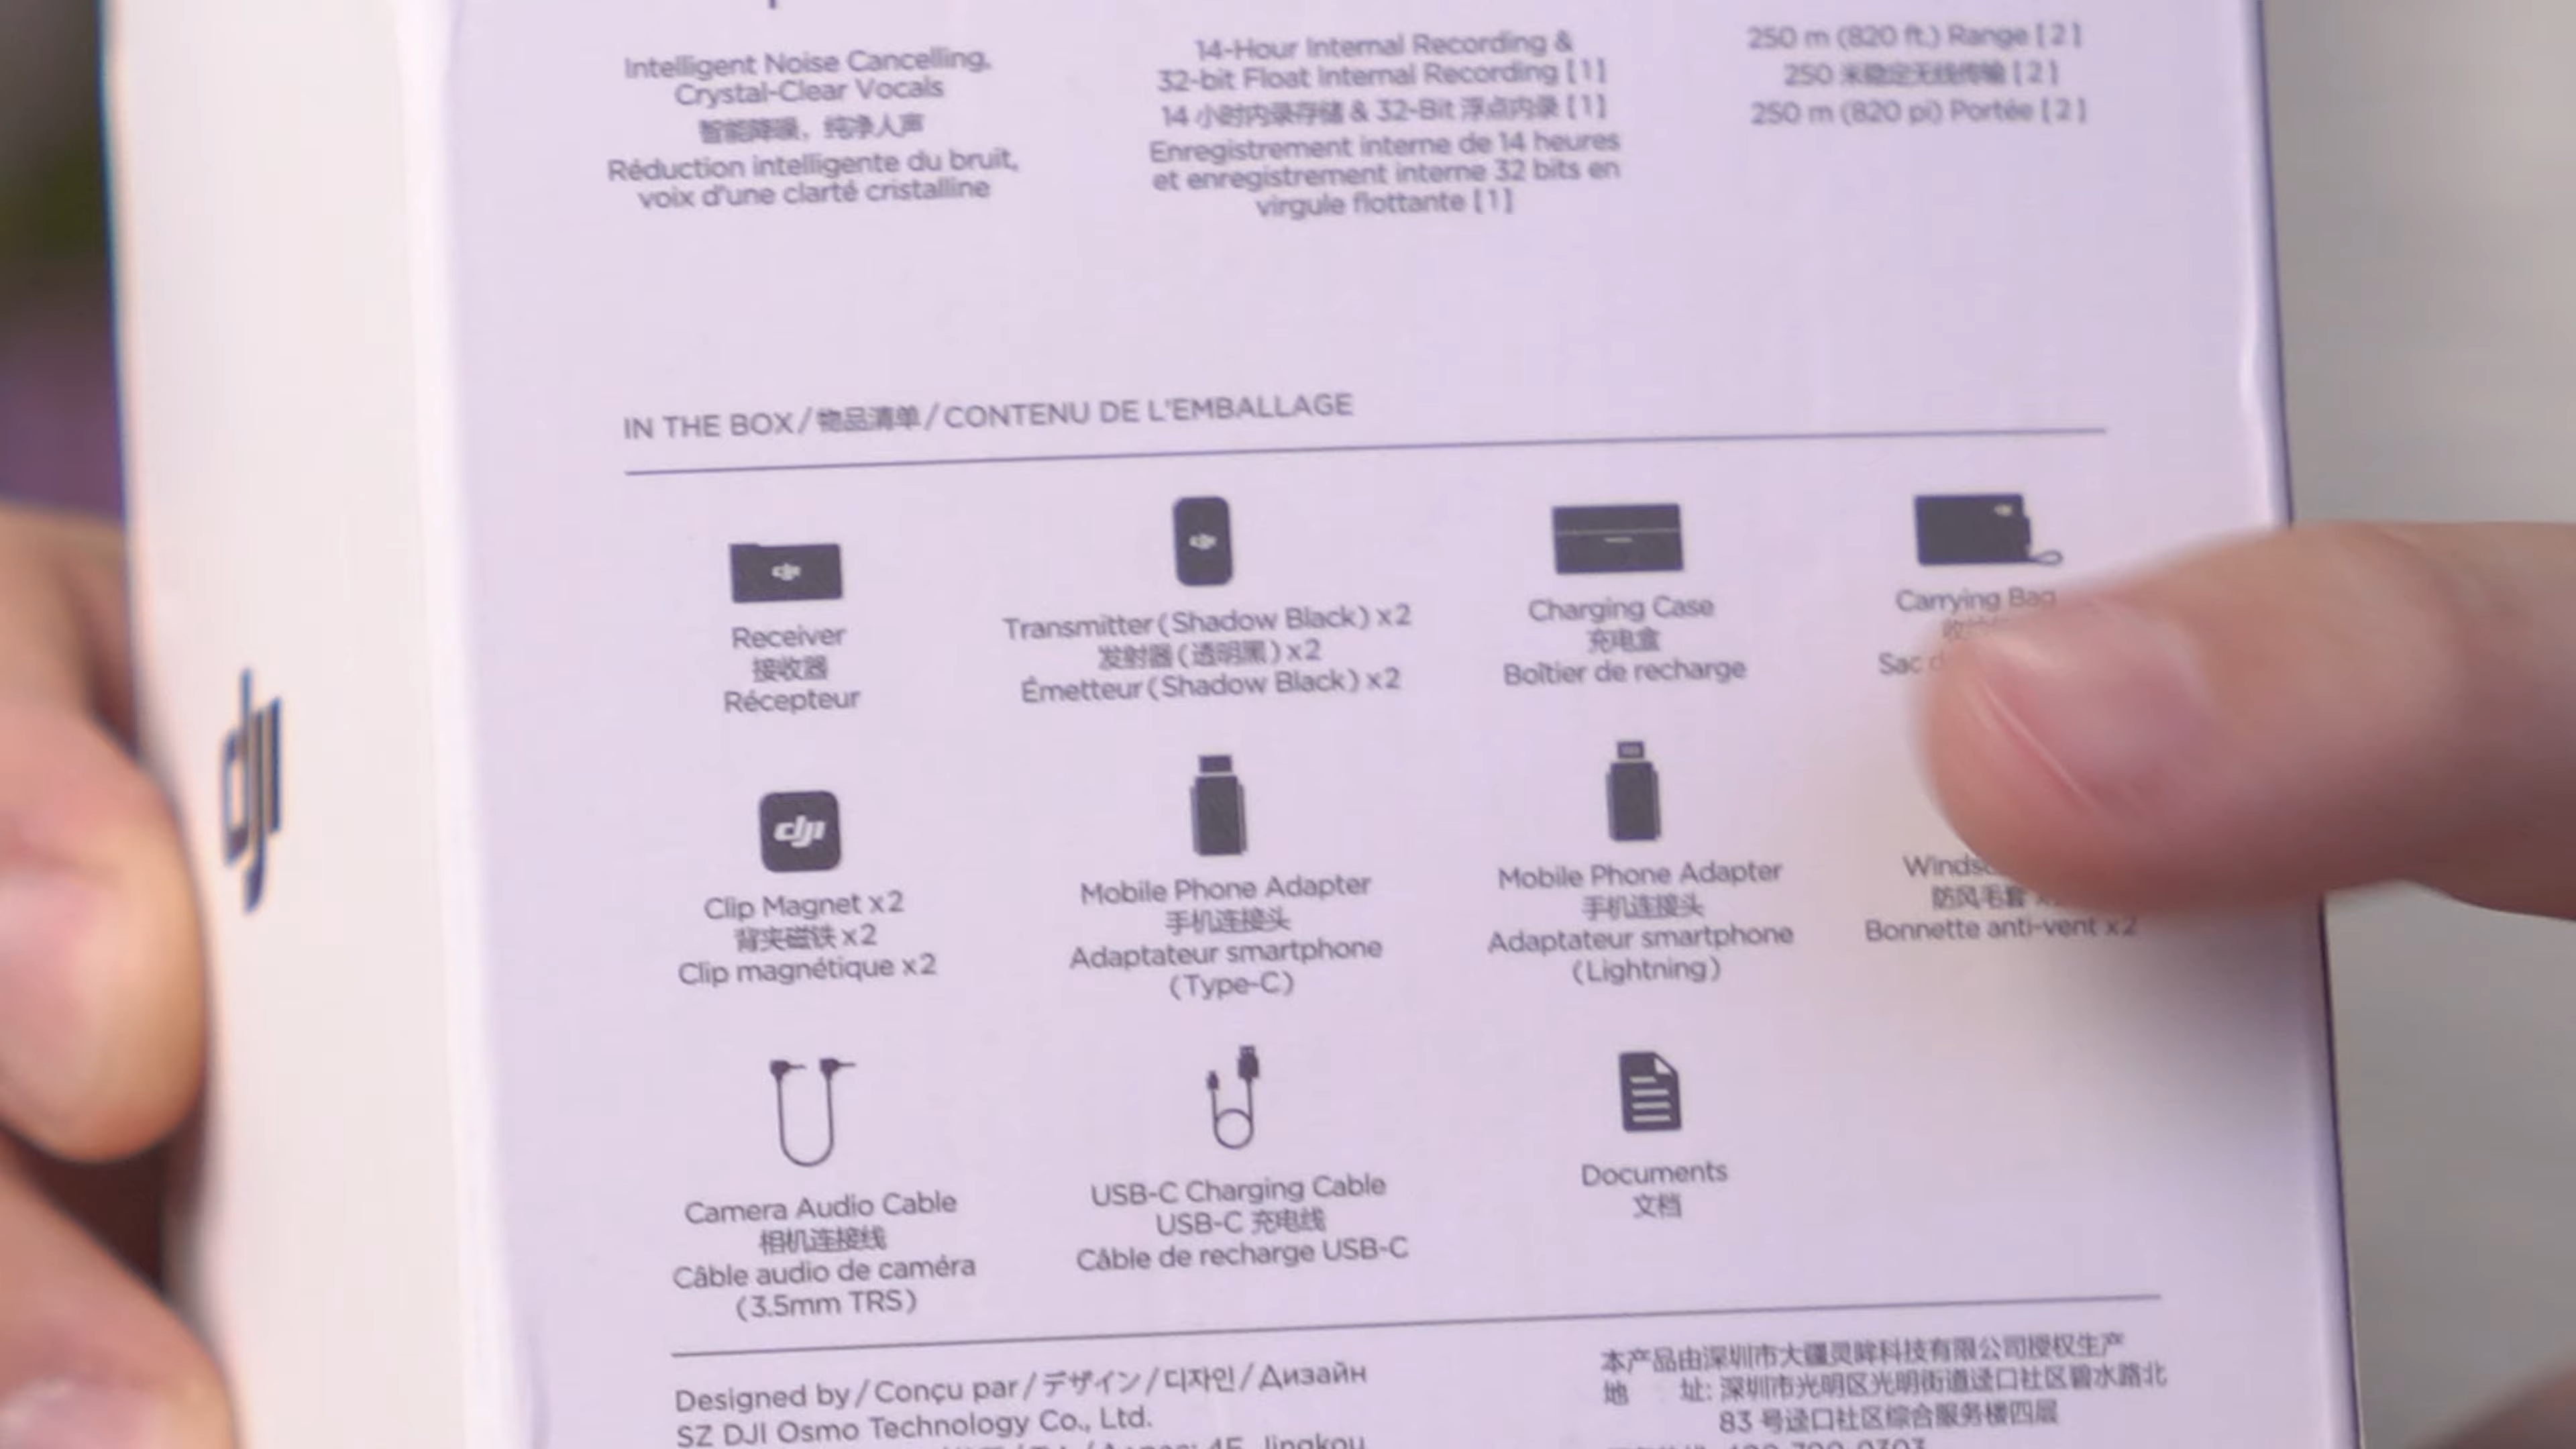 Intelligent Noise Cancelling,
Crystal-Clear Vocals
智能降噪，纯净人声
Réduction intelligente du bruit,
voix d'une clarté cristalline
14-Hour Internal Recording &
32-bit Float Internal Recording [1]
14 小时内录存储 & 32-Bit 浮点内录 [1]
Enregistrement interne de 14 heures
et enregistrement interne 32 bits en
virgule flottante [1]
250 m (820 ft.) Range [2]
250 米稳定无线传输 [2]
250 m (820 pi) Portée [2]
IN THE BOX/物品清单/CONTENU DE L'EMBALLAGE
Receiver
接收器
Récepteur
Transmitter (Shadow Black) x2
发射器 (透明黑) x2
Émetteur (Shadow Black) x2
Charging Case
充电盒
Boîtier de recharge
Carrying Bag
Sac
dji
Clip Magnet x2
背夹磁铁 x2
Clip magnétique x2
Mobile Phone Adapter
手机连接头
Adaptateur smartphone
(Type-C)
Mobile Phone Adapter
手机连接头
Adaptateur smartphone
(Lightning)
防风毛套
Bonnette anti-vent x2
dji
Camera Audio Cable
相机连接线
Câble audio de caméra
(3.5mm TRS)
USB-C Charging Cable
USB-C 充电线
Câble de recharge USB-C
Documents
文档
Designed by/Conçu par/デザイン/디자인/Дизайн
SZ DJI Osmo Technology Co., Ltd.
4F, Jingkou
本产品由深圳市大疆灵眸科技有限公司授权生产
地 址: 深圳市光明区光明街道迳口社区碧水路北
83 号迳口社区综合服务楼四层